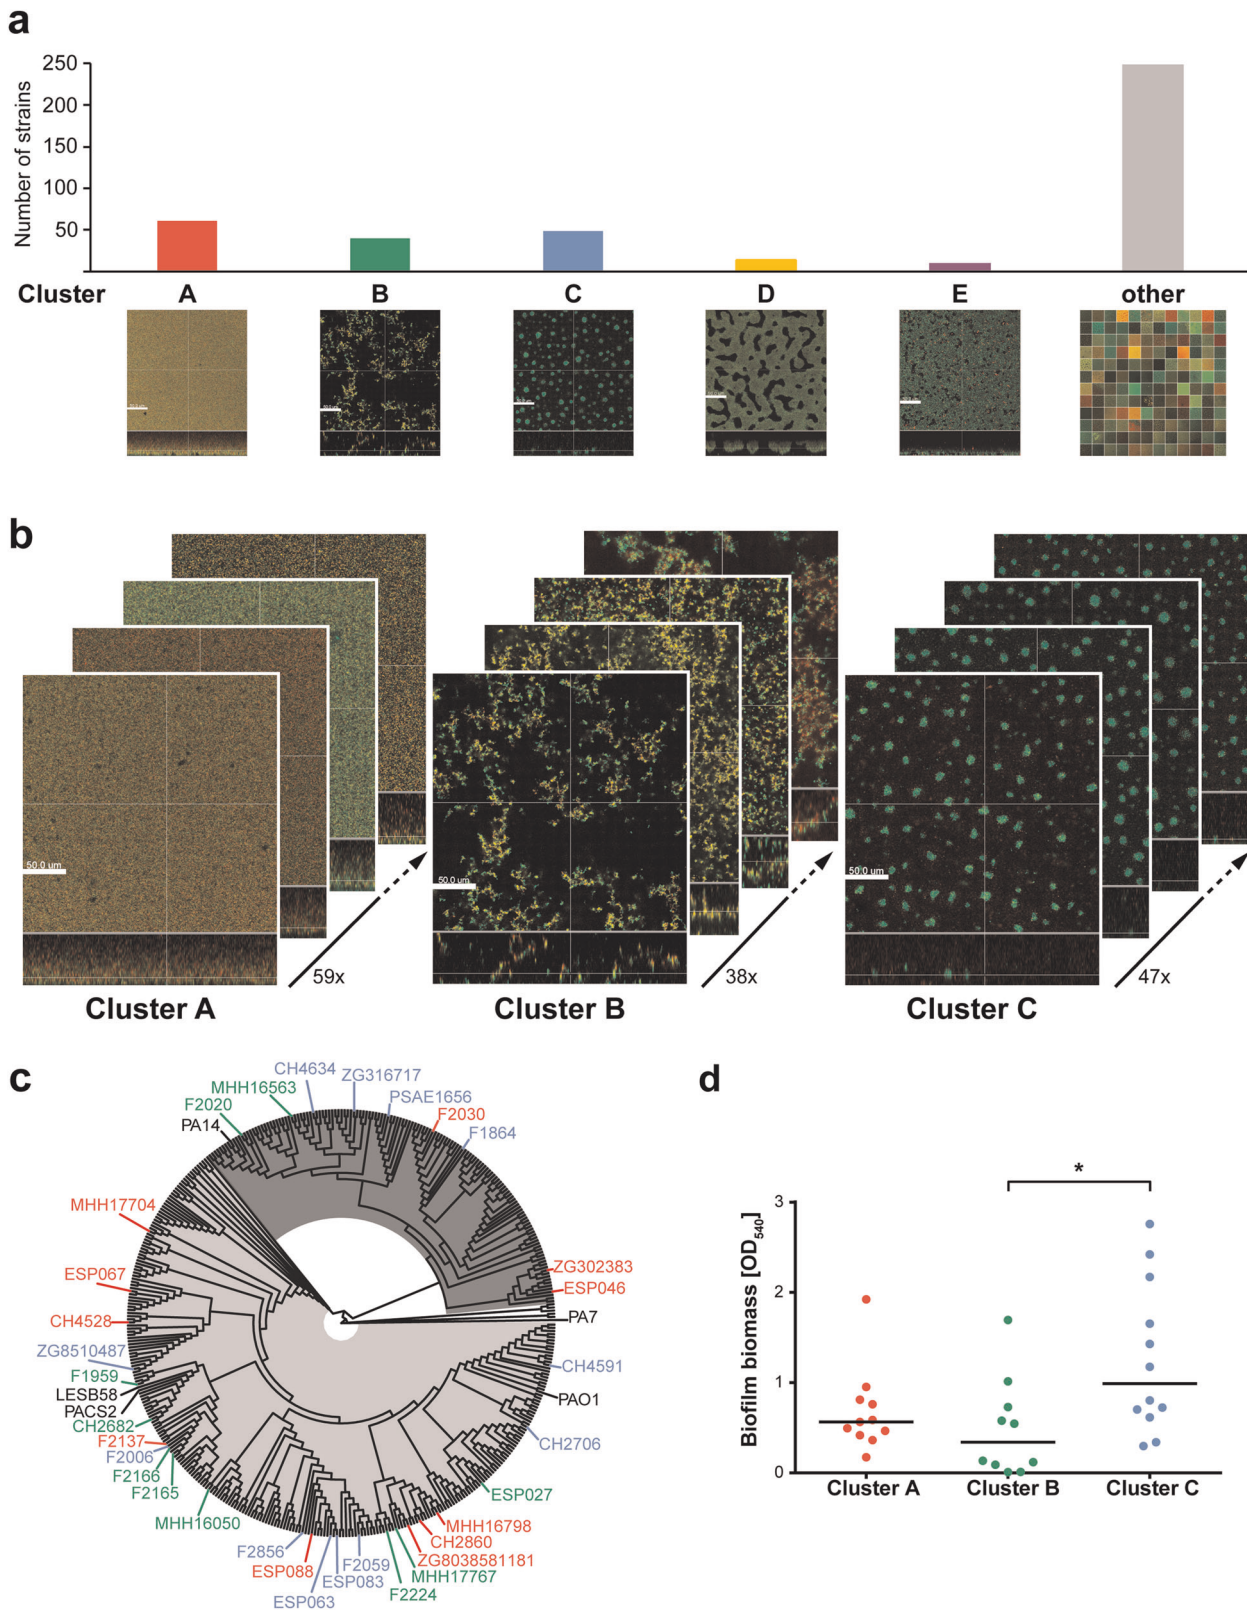 a
250
200
150
100
50
Number of strains
Cluster A B C D E other
b
50.0 um
50.0 um
50.0 um
59x
38x
47x
Cluster A
Cluster B
Cluster C
c
CH4634
ZG316717
MHH16563
PSAE1656
F2020
F2030
PA14
F1864
MHH17704
ESP067
ZG302383
ESP046
CH4528
PA7
ZG8510487
CH4591
F1959
LESB58
PAO1
PACS2
CH2682
F2137
CH2706
F2006
F2166
F2165
ESP027
MHH16050
MHH16798
F2856
CH2860
ESP088
F2059
ZG8038581181
ESP083
MHH17767
ESP063
F2224
d
*
3
2
1
0
Biofilm biomass [OD540]
Cluster A Cluster B Cluster C